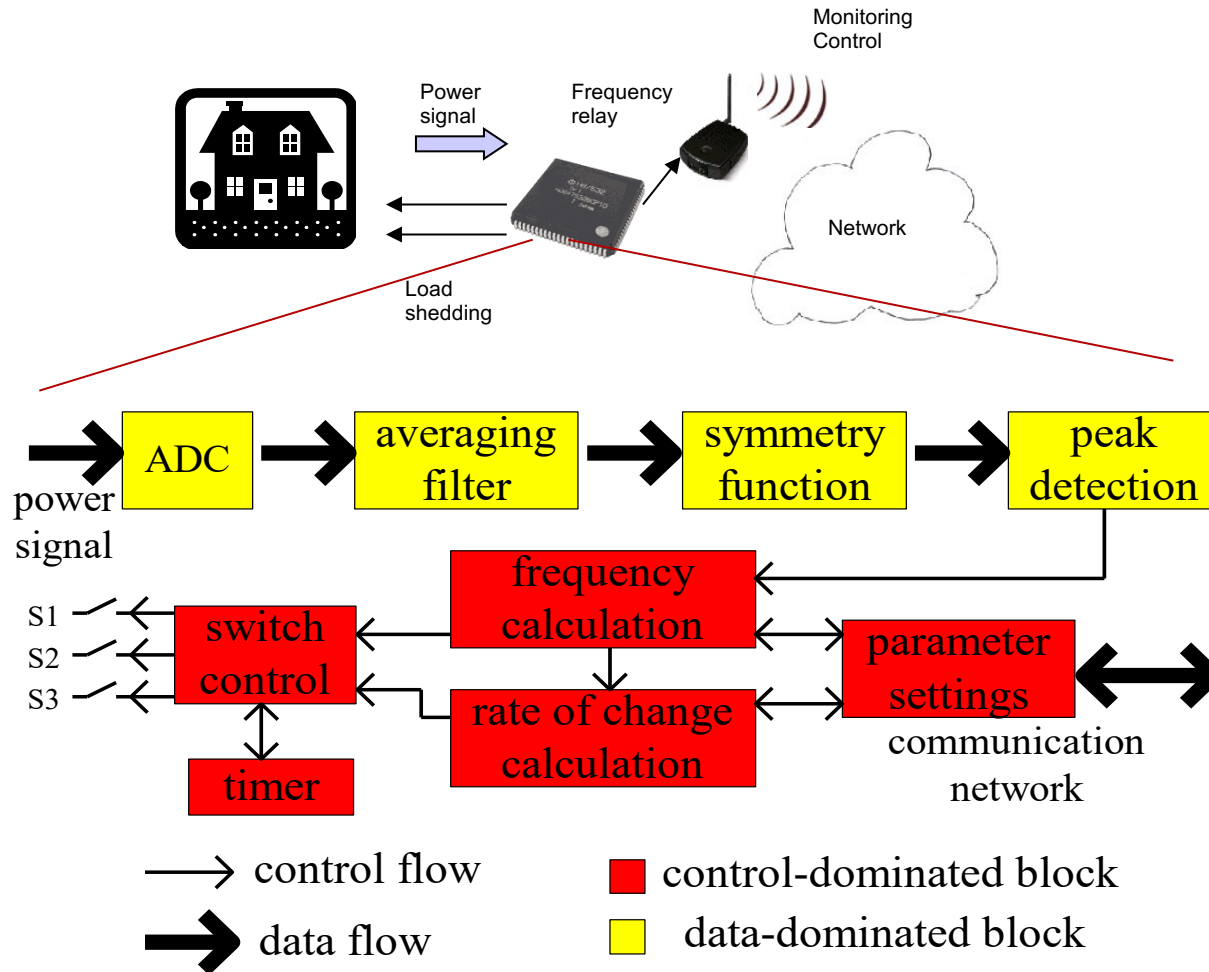 Monitoring
Control
Power
signal
Frequency
relay
Network
Load
shedding
ADC
averaging
filter
symmetry
function
peak
detection
power
signal
frequency
calculation
S1
S2
S3
switch
control
parameter
settings
rate of change
calculation
timer
communication
network
control flow
control-dominated block
data flow
data-dominated block